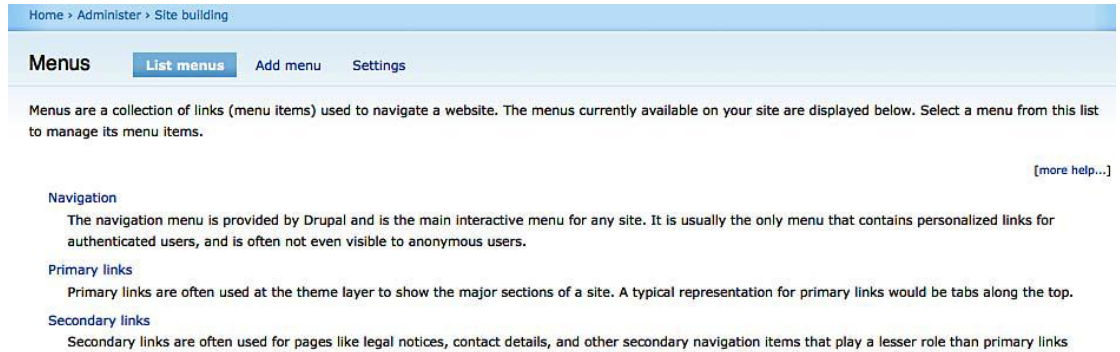 Home › Administer › Site building
Menus List menus Add menu Settings
Menus are a collection of links (menu items) used to navigate a website. The menus currently available on your site are displayed below. Select a menu from this list
to manage its menu items.
[more help...]
Navigation
The navigation menu is provided by Drupal and is the main interactive menu for any site. It is usually the only menu that contains personalized links for
authenticated users, and is often not even visible to anonymous users.
Primary links
Primary links are often used at the theme layer to show the major sections of a site. A typical representation for primary links would be tabs along the top.
Secondary links
Secondary links are often used for pages like legal notices, contact details, and other secondary navigation items that play a lesser role than primary links